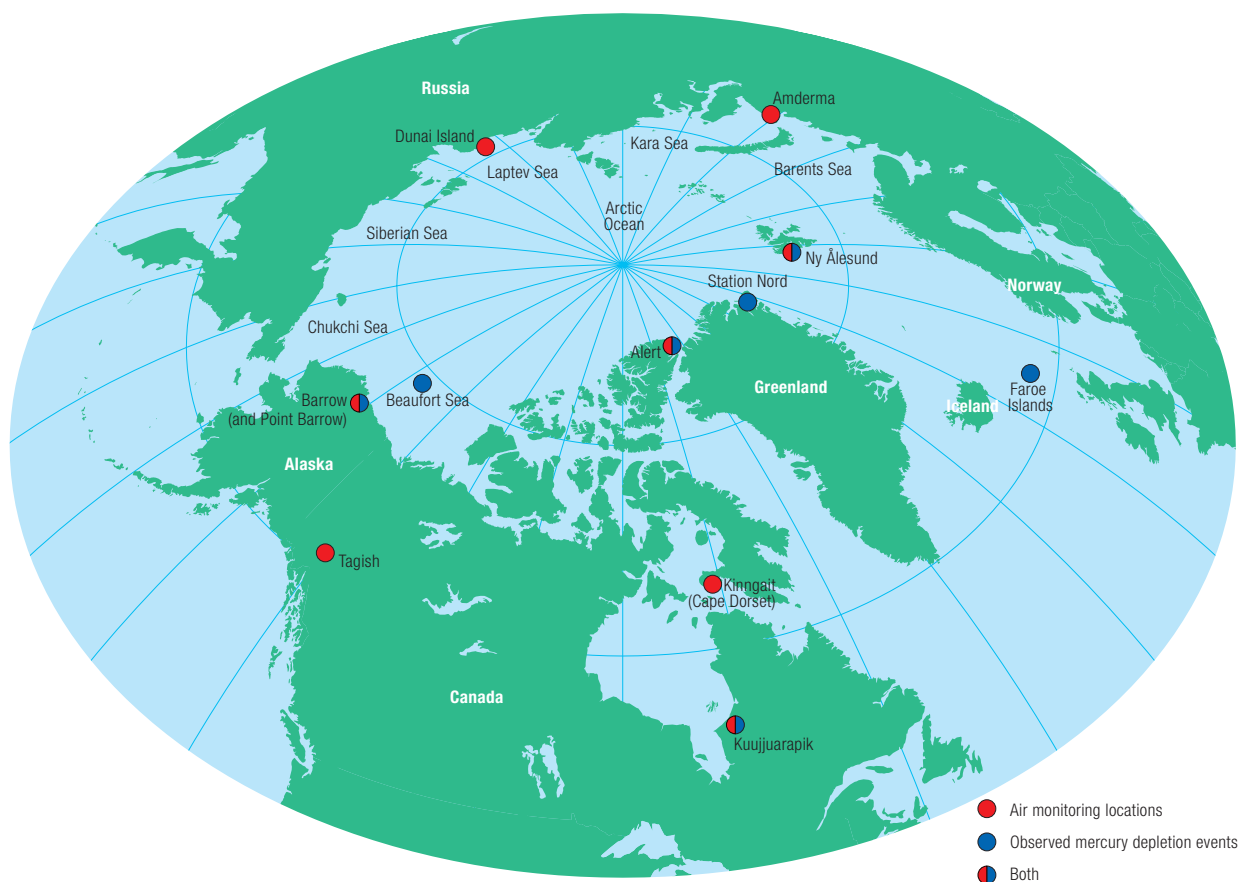 Russia
Amderma
Dunai Island
Kara Sea
Laptev Sea
Barents Sea
Arctic
Ocean
Siberian Sea
Ny Ålesund
Station Nord
Norway
Chukchi Sea
Alert
Greenland
Beaufort Sea
Barrow
(and Point Barrow)
Iceland
Faroe
Islands
Alaska
Tagish
Kinngait
(Cape Dorset)
Canada
Kuujjuarapik
Air monitoring locations
Observed mercury depletion events
Both